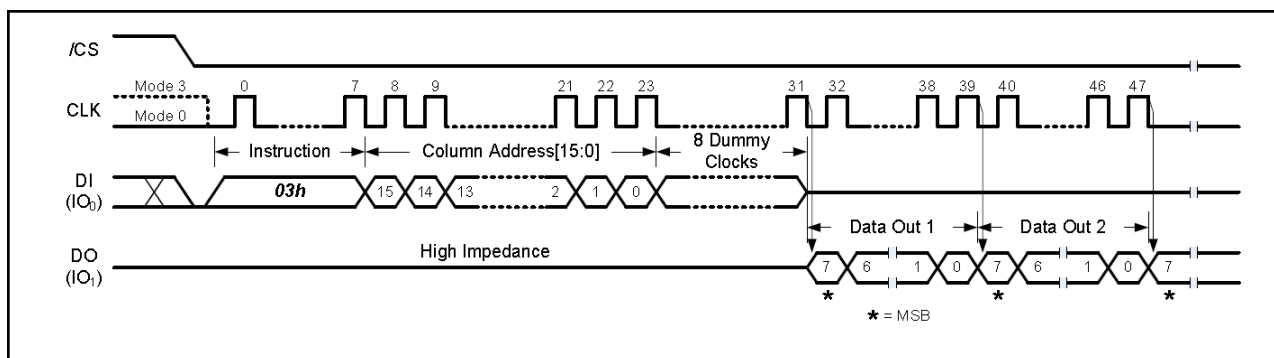 /CS
Mode 3 0 7 8 9 21 22 23 31 32 38 39 40 46 47
CLK
Mode 0
Instruction Column Address[15:0] 8 Dummy Clocks
DI (IO0) 03h 15 14 13 2 1 0
Data Out 1 Data Out 2
High Impedance
DO (IO1) 7 6 1 0 7 6 1 0 7
* * *
* = MSB